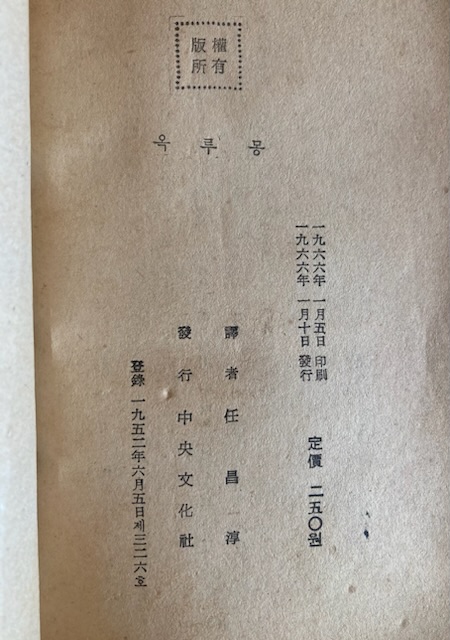 版權
所有
옥루몽
一九六六年 一月五日 印刷
一九六六年 一月十日 發行
定價 二五〇원
譯者 任昌淳
發行 中央文化社
登錄 一九五二年六月五日제三二六호